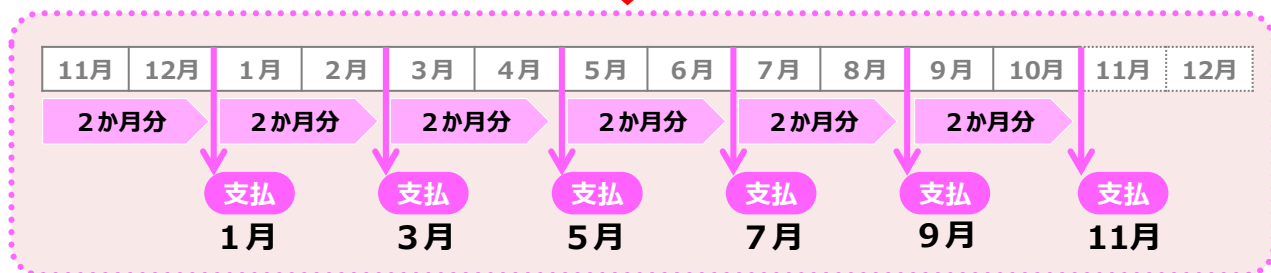 11月 12月 1月 2月 3月 4月 5月 6月 7月 8月 9月 10月 11月 12月
2か月分 2か月分 2か月分 2か月分 2か月分 2か月分
支払 支払 支払 支払 支払 支払
1月 3月 5月 7月 9月 11月